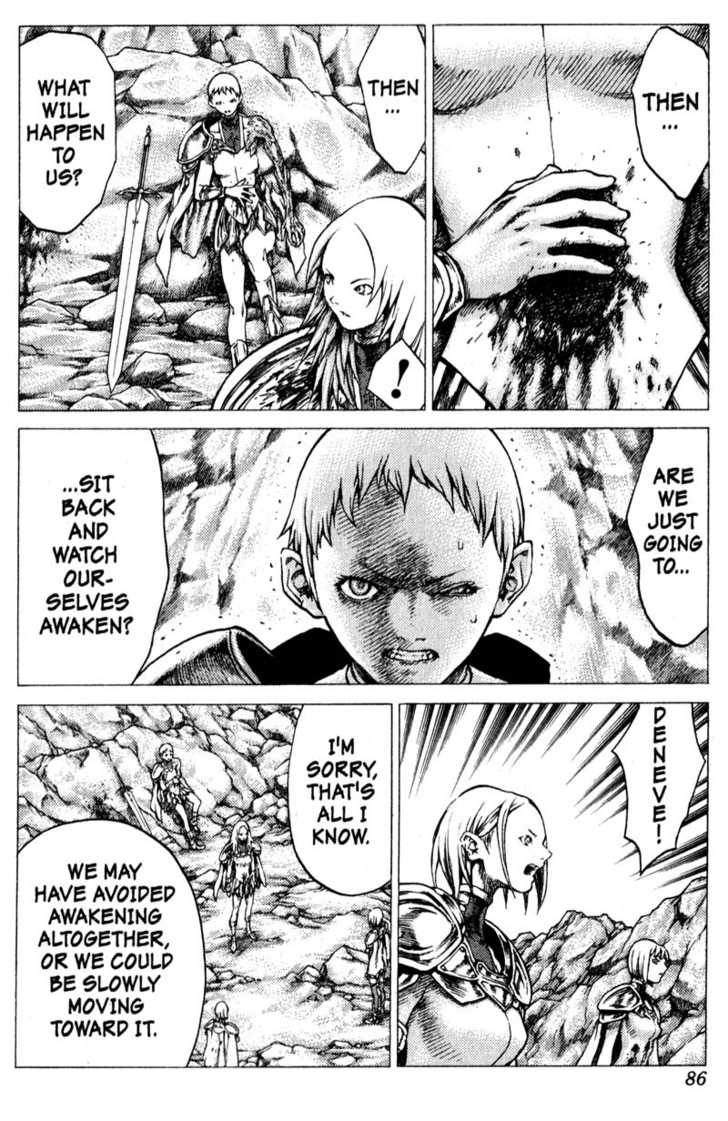 THEN
...
THEN
...
WHAT
WILL
HAPPEN
TO
US?
!
ARE
WE
JUST
GOING
TO...
...SIT
BACK
AND
WATCH
OUR-
SELVES
AWAKEN?
DENEVE!
I'M
SORRY,
THAT'S
ALL I
KNOW.
WE MAY
HAVE AVOIDED
AWAKENING
ALTOGETHER,
OR WE COULD
BE SLOWLY
MOVING
TOWARD IT.
86